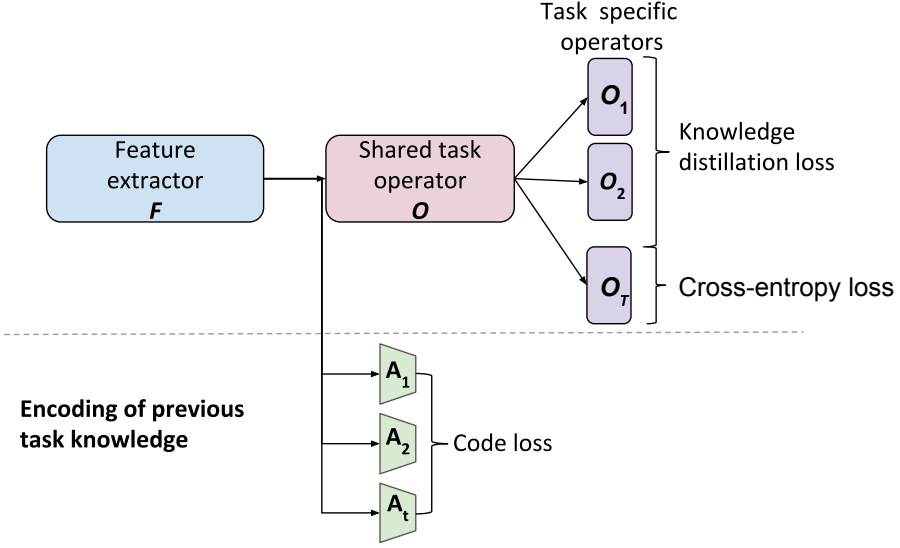 Task specific
operators
O1
Knowledge
distillation loss
Feature
extractor
F
Shared task
operator
O
O2
OT
Cross-entropy loss
A1
Encoding of previous
task knowledge
A2
Code loss
At